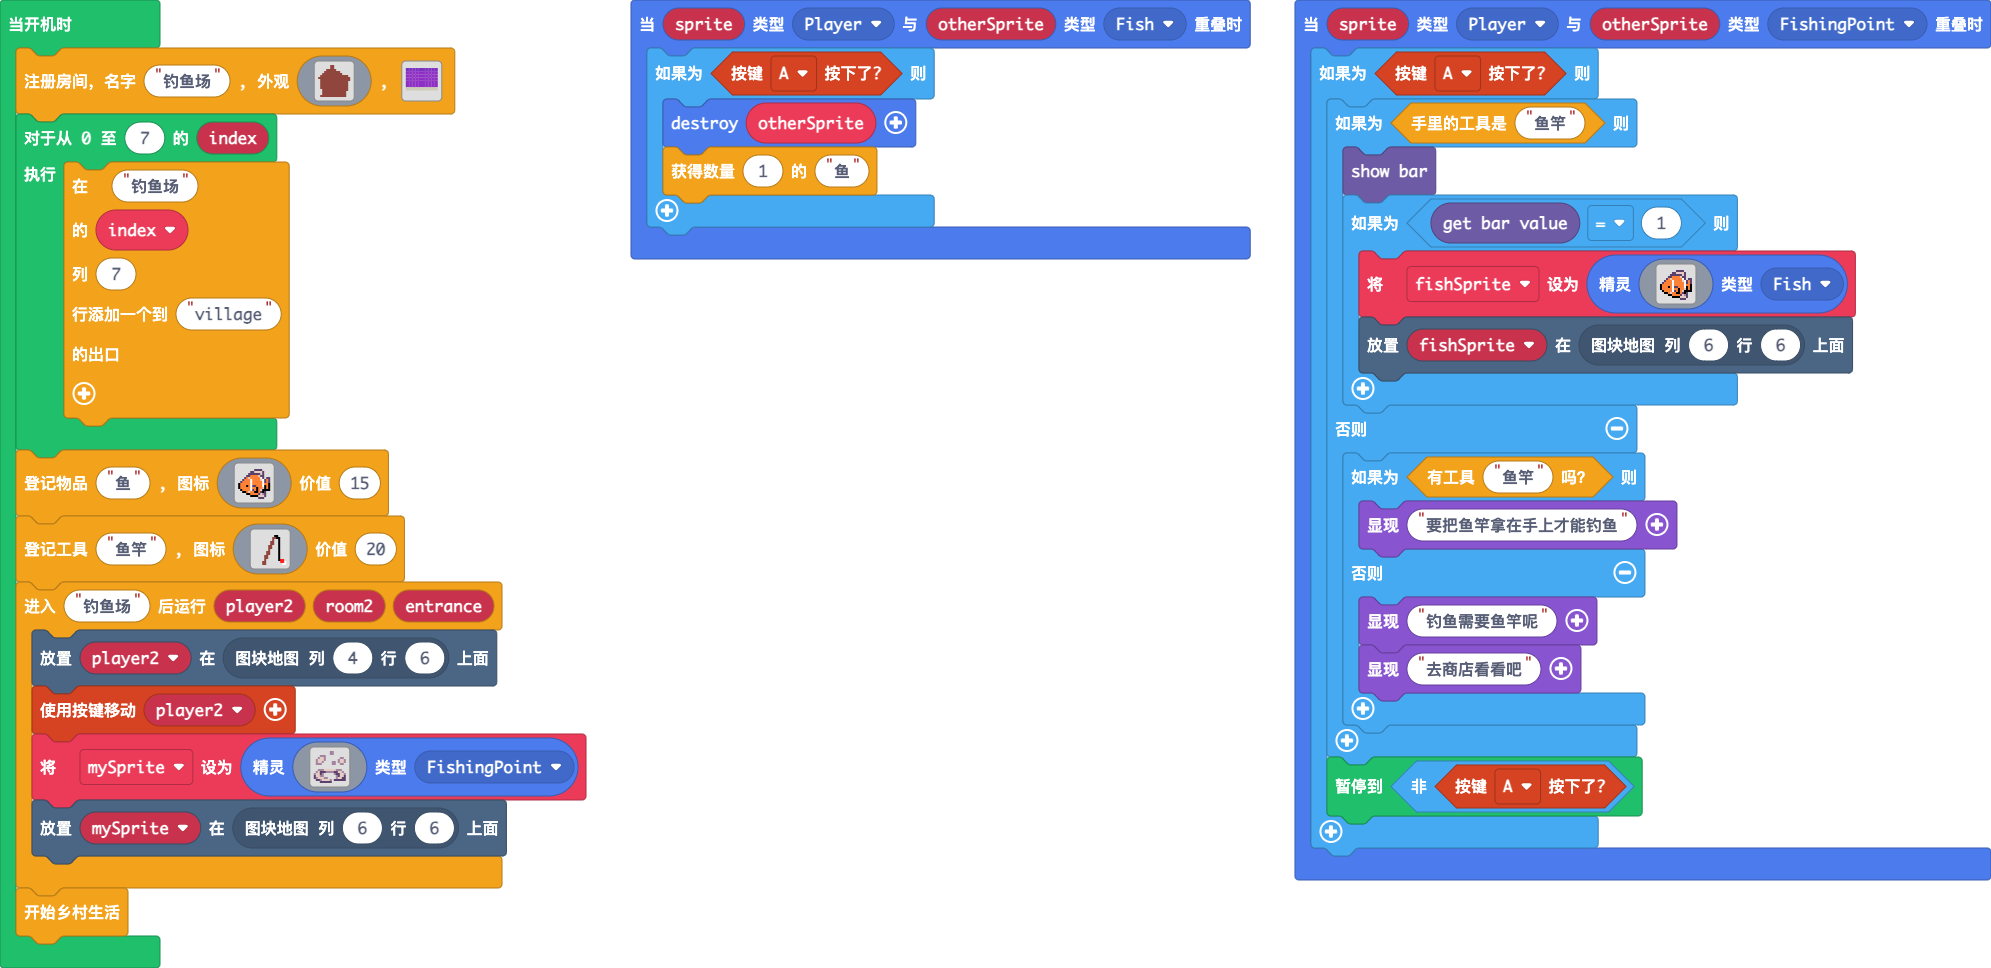 当开机时
注册房间，名字 "钓鱼场" ，外观 ，
对于从 0 至 7 的 index
执行
在 "钓鱼场"
的 index
列 7
行添加一个到 "village"
的出口
登记物品 "鱼" ，图标 价值 15
登记工具 "鱼竿" ，图标 价值 20
进入 "钓鱼场" 后运行 player2 room2 entrance
放置 player2 在 图块地图 列 4 行 6 上面
使用按键移动 player2
将 mySprite 设为 精灵 类型 FishingPoint
放置 mySprite 在 图块地图 列 6 行 6 上面
开始乡村生活
当 sprite 类型 Player 与 otherSprite 类型 Fish 重叠时
如果为 按键 A 按下了？ 则
destroy otherSprite
获得数量 1 的 "鱼"
当 sprite 类型 Player 与 otherSprite 类型 FishingPoint 重叠时
如果为 按键 A 按下了？ 则
如果为 手里的工具是 "鱼竿" 则
show bar
如果为 get bar value = 1 则
将 fishSprite 设为 精灵 类型 Fish
放置 fishSprite 在 图块地图 列 6 行 6 上面
否则
如果为 有工具 "鱼竿" 吗？ 则
显现 "要把鱼竿拿在手上才能钓鱼"
否则
显现 "钓鱼需要鱼竿呢"
显现 "去商店看看吧"
暂停到 非 按键 A 按下了？